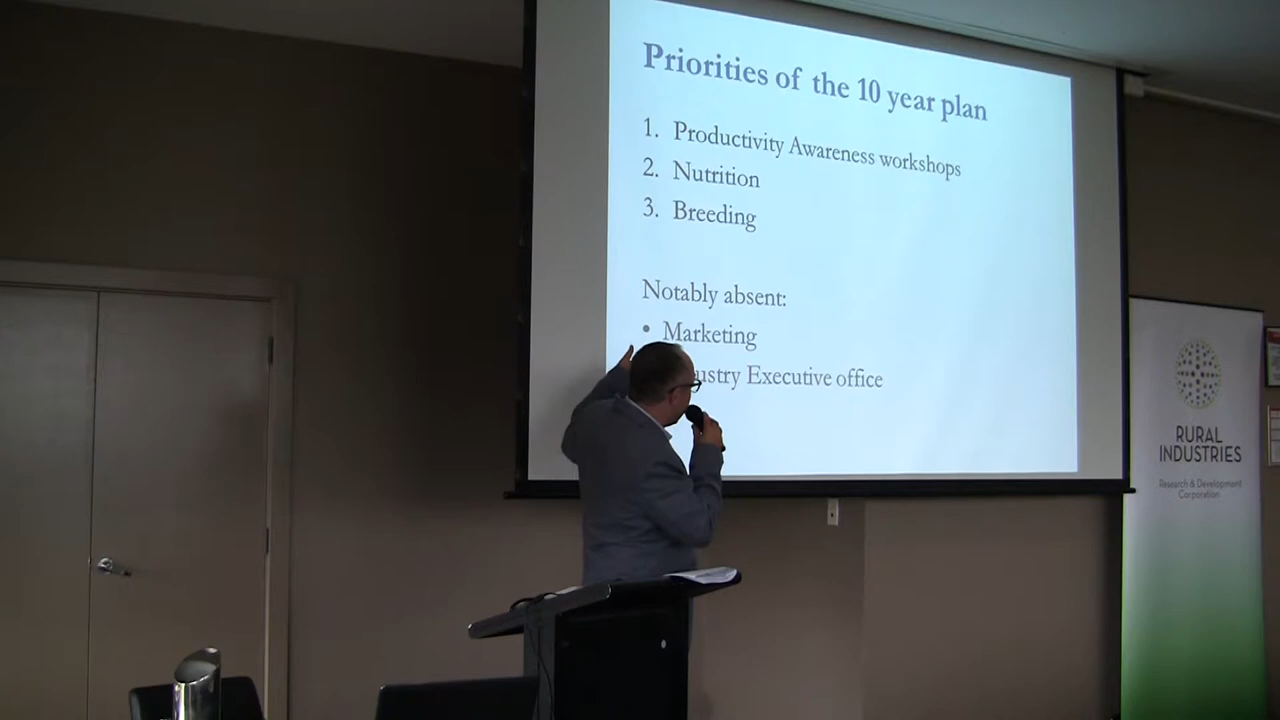 Priorities of the 10 year plan
1. Productivity Awareness workshops
2. Nutrition
3. Breeding
Notably absent:
• Marketing
Executive office
RURAL
INDUSTRIES
Research & Development
Corporation